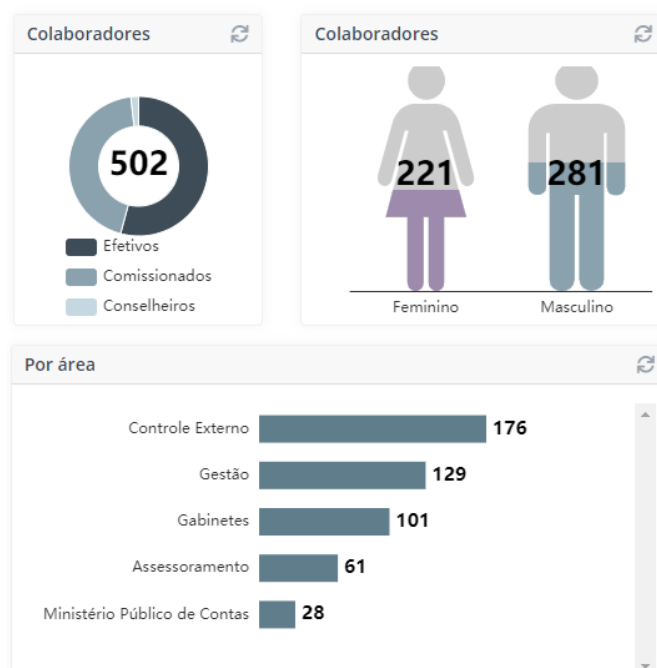 Colaboradores
502
Efetivos
Comissionados
Conselheiros
Colaboradores
221
281
Feminino
Masculino
Por área
Controle Externo 176
Gestão 129
Gabinetes 101
Assessoramento 61
Ministério Público de Contas 28